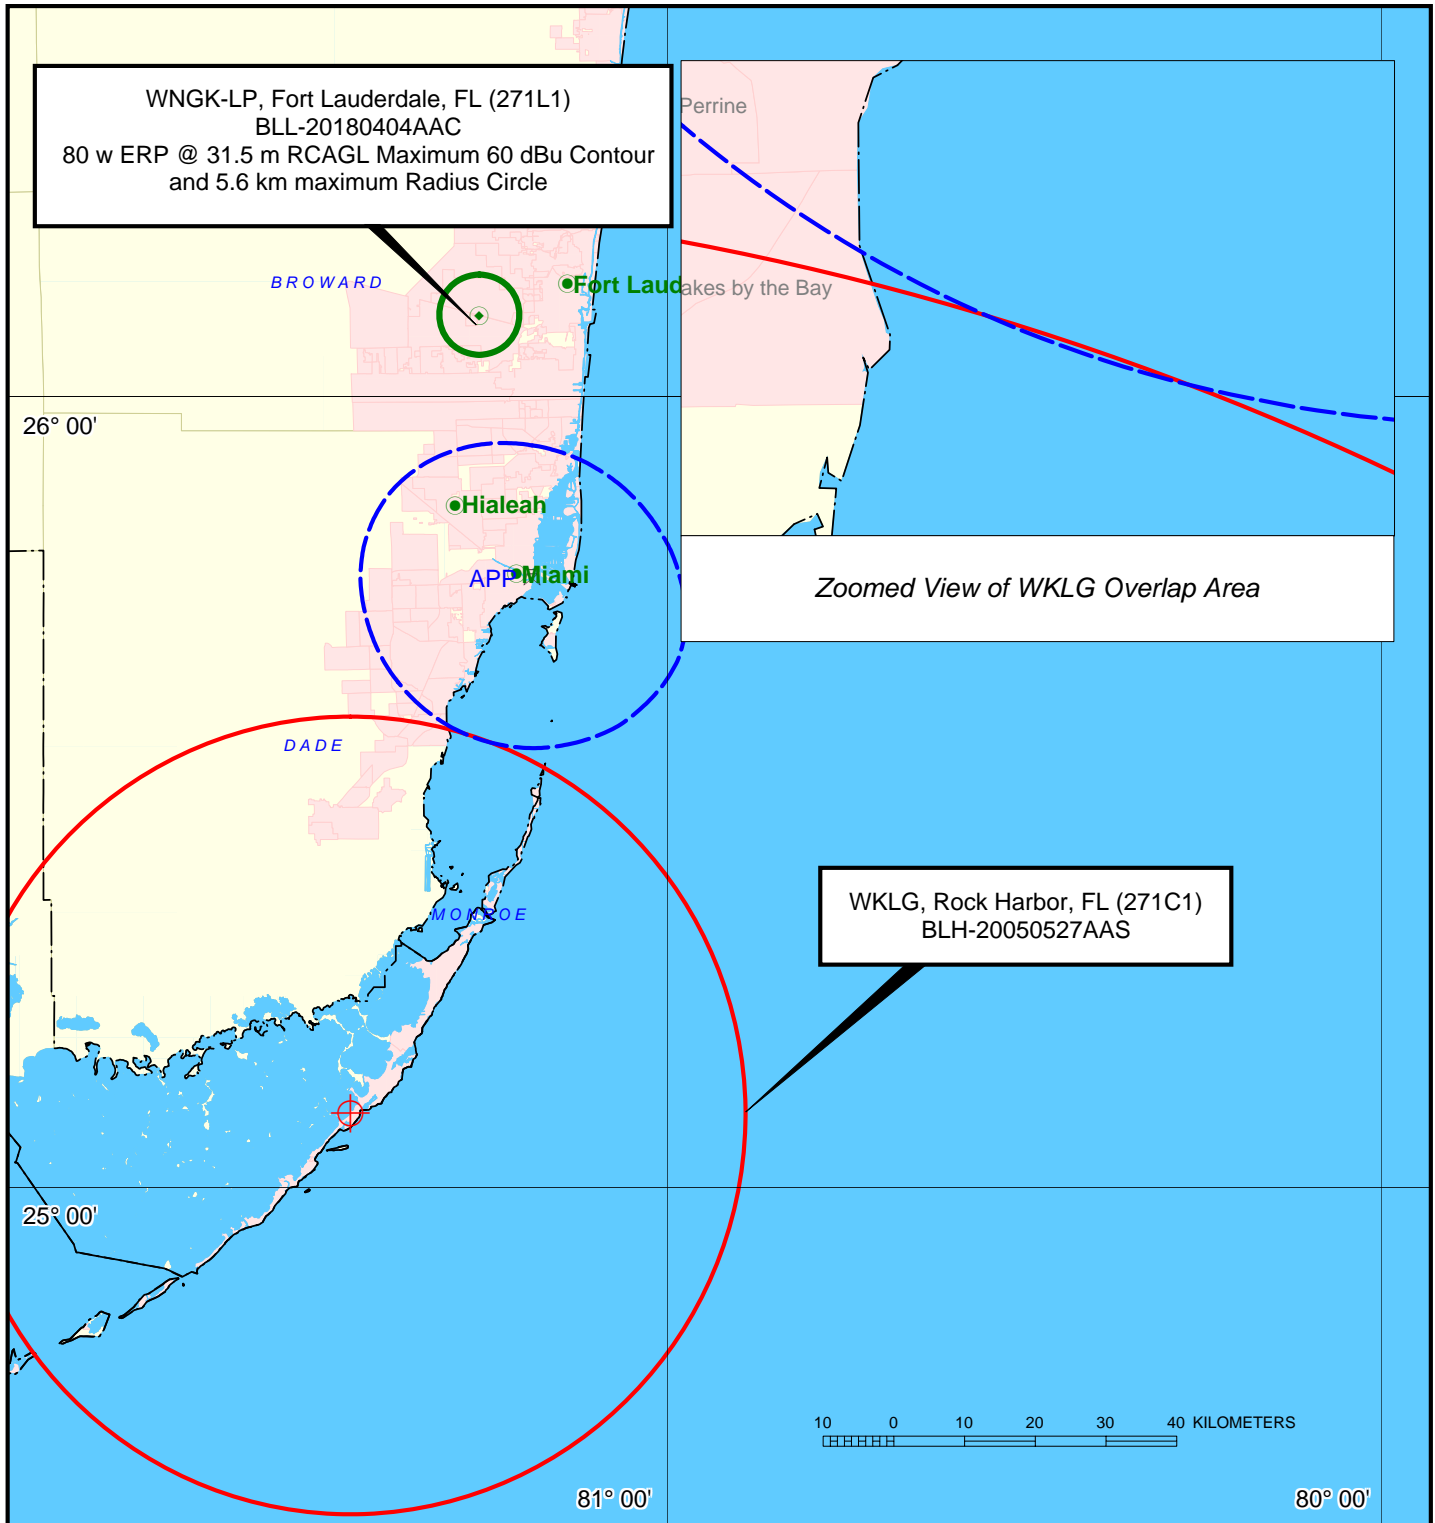 WNGK-LP, Fort Lauderdale, FL (271L1)
BLL-20180404AAC
80 w ERP @ 31.5 m RCAGL Maximum 60 dBu Contour
and 5.6 km maximum Radius Circle
Perrine
akes by the Bay
Zoomed View of WKLG Overlap Area
BROWARD
Fort Laud
26° 00'
Hialeah
APP
Miami
DADE
MONROE
WKLG, Rock Harbor, FL (271C1)
BLH-20050527AAS
25° 00'
10 0 10 20 30 40 KILOMETERS
81° 00'
80° 00'